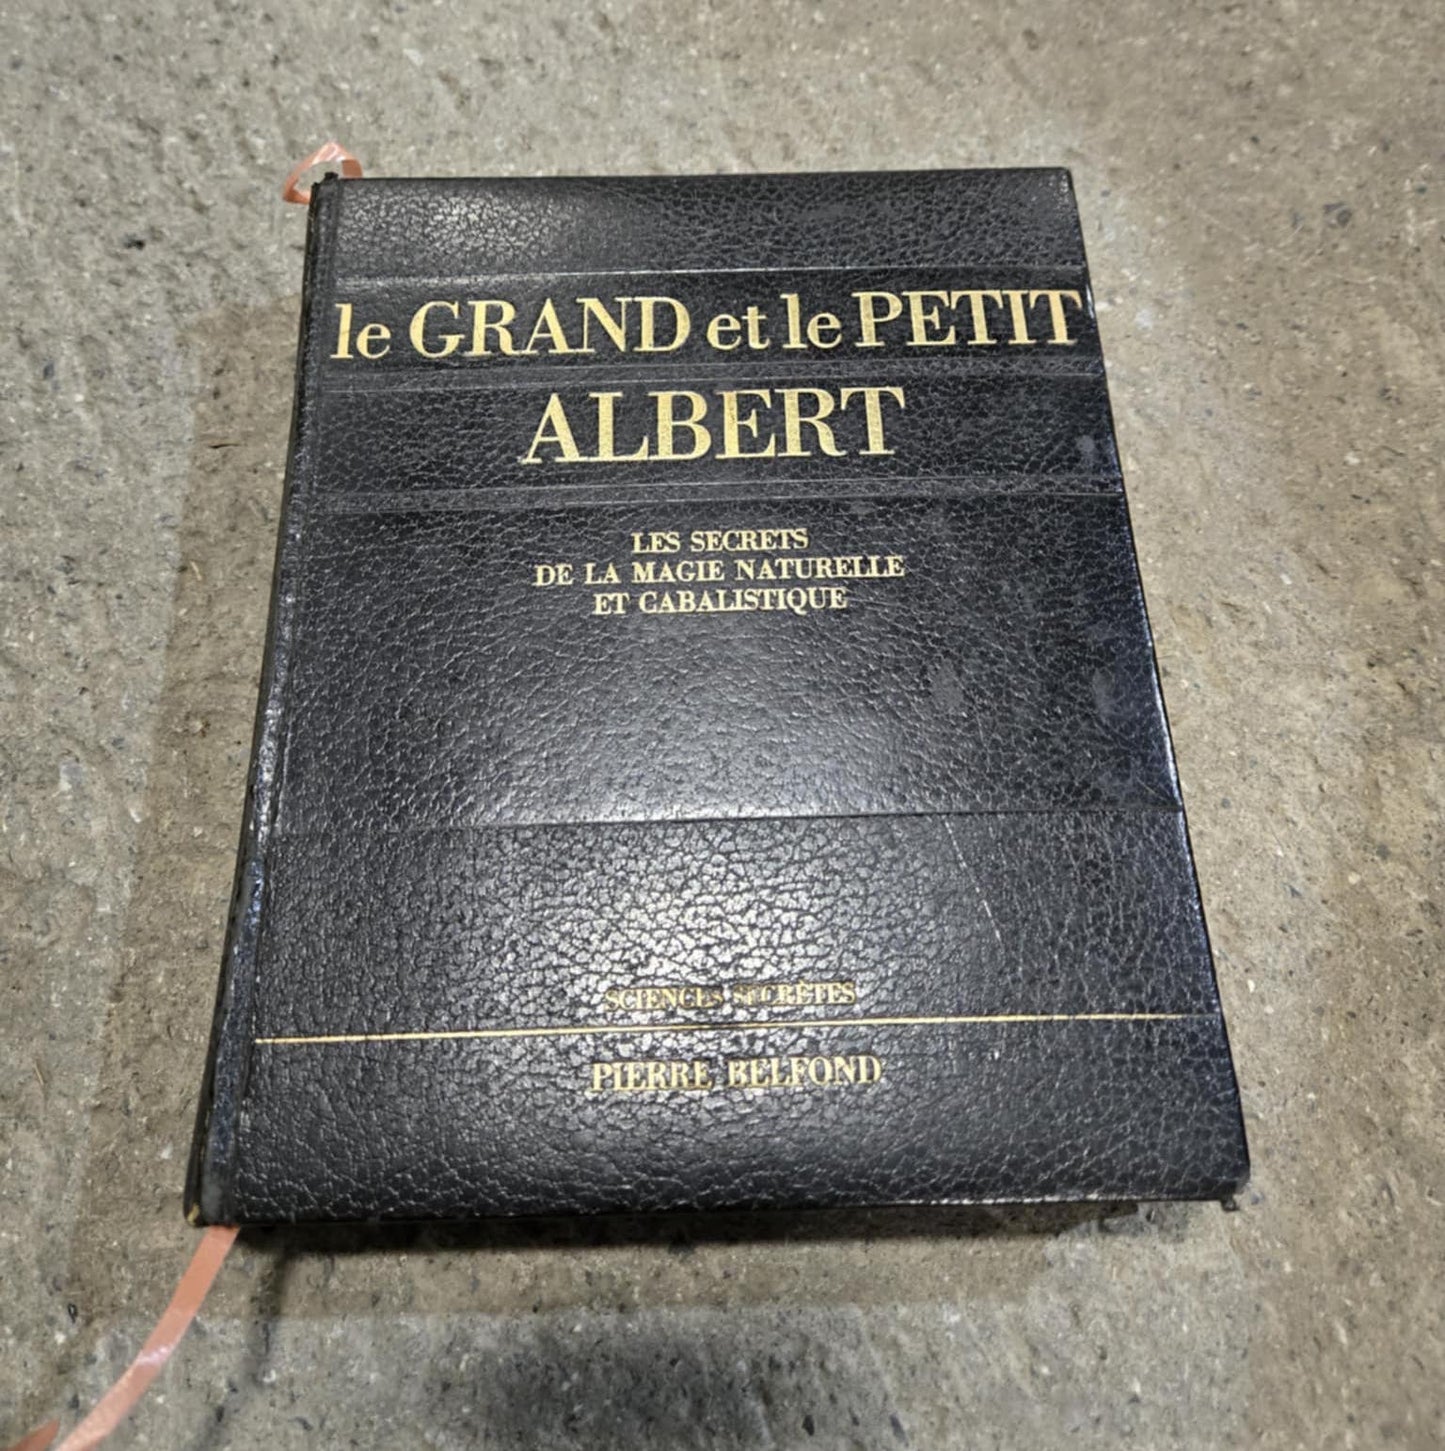 le GRAND et le PETIT
ALBERT
LES SECRETS
DE LA MAGIE NATURELLE
ET CABALISTIQUE
SCIENCES SECRÈTES
PIERRE BELFOND